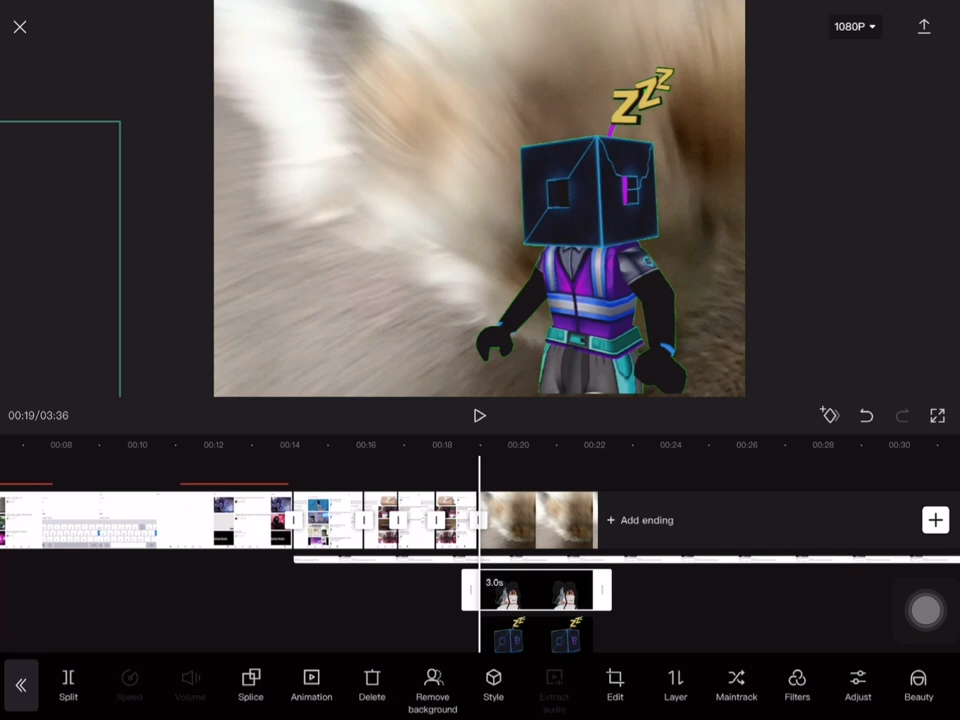 1080P
ZZZ
00:19/03:36
00:08 00:10 00:12 00:14 00:16 00:18 00:20 00:22 00:24 00:26 00:28 00:30
+ Add ending
3.0s
ZZ ZZ
Split Speed Volume Splice Animation Delete Remove background Style Extract audio Edit Layer Maintrack Filters Adjust Beauty